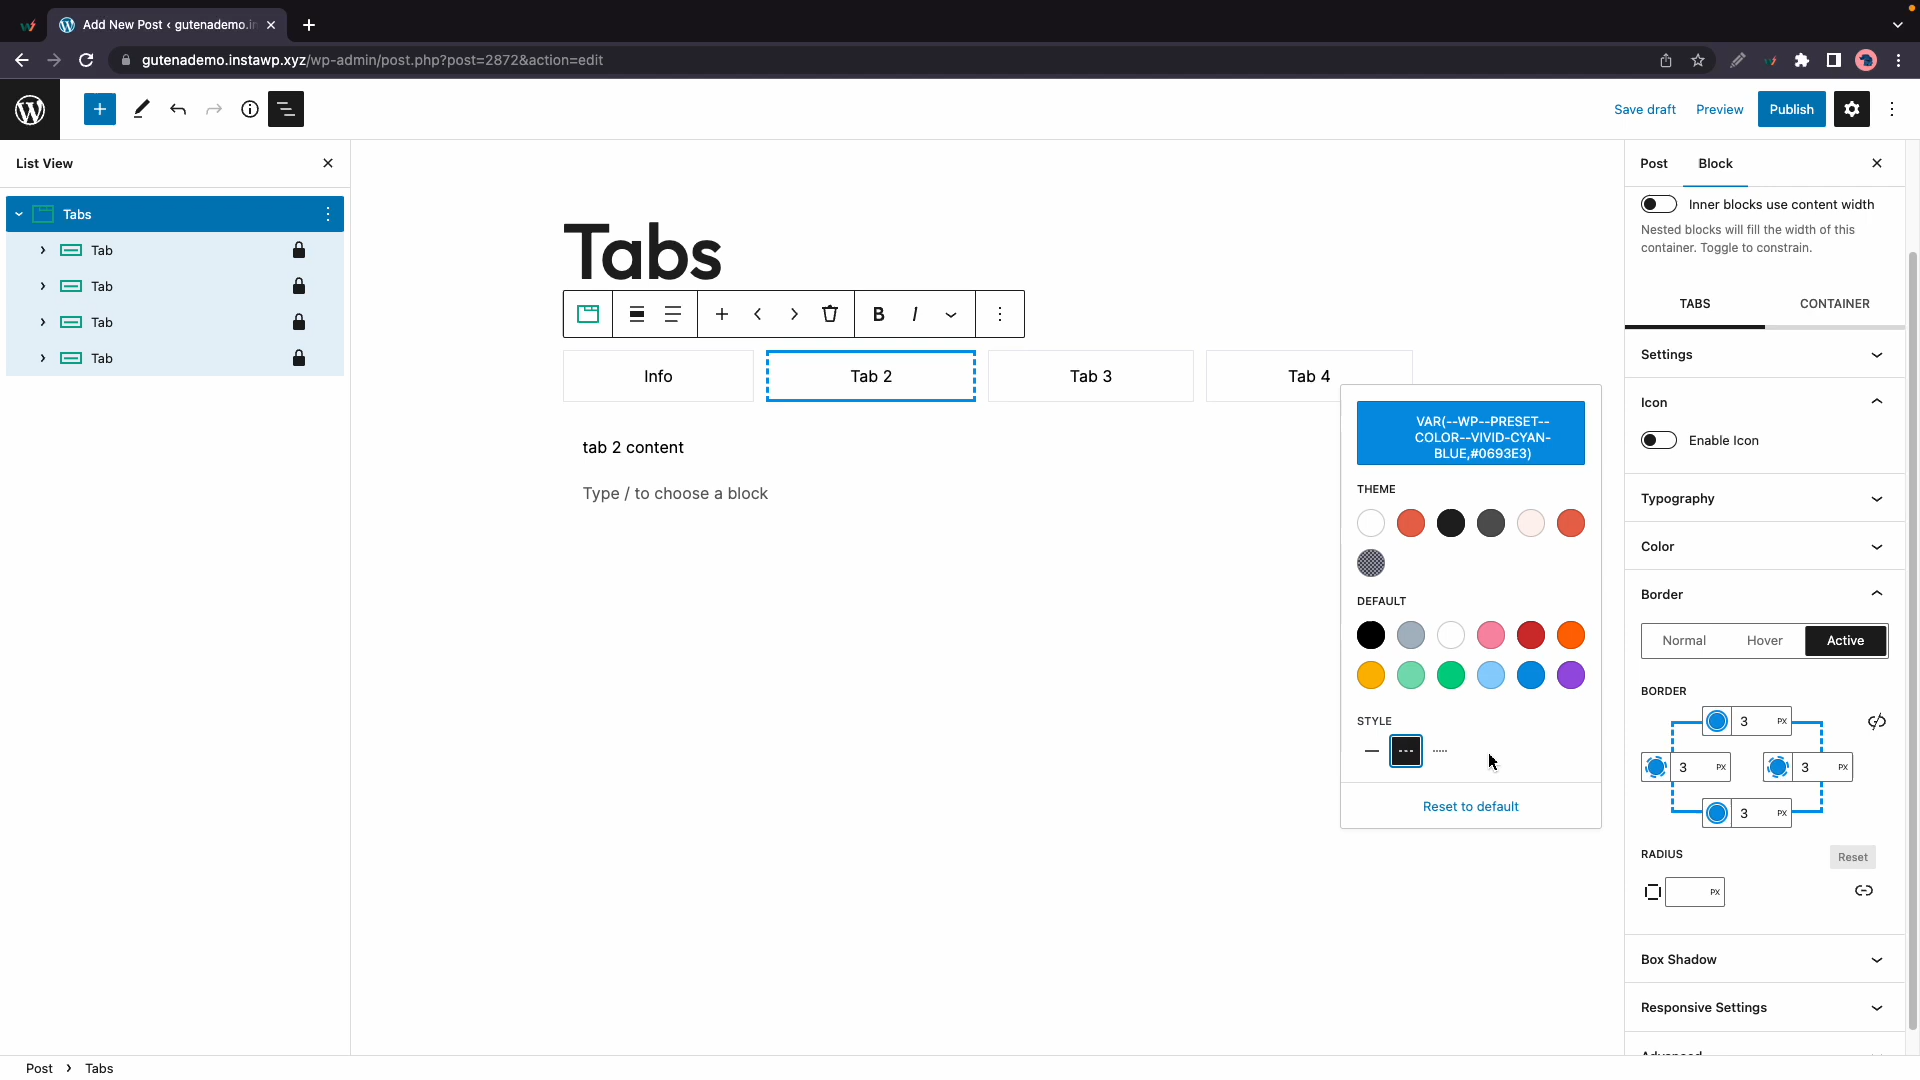 Add New Post ‹ gutenademo.in
gutenademo.instawp.xyz/wp-admin/post.php?post=2872&action=edit
Save draft
Preview
Publish
List View
Tabs
Tab
Tab
Tab
Tab
Tabs
B
I
Info
Tab 2
Tab 3
Tab 4
tab 2 content
Type / to choose a block
VAR(--WP--PRESET--
COLOR--VIVID-CYAN-
BLUE,#0693E3)
THEME
DEFAULT
STYLE
Reset to default
Post
Block
Inner blocks use content width
Nested blocks will fill the width of this
container. Toggle to constrain.
TABS
CONTAINER
Settings
Icon
Enable Icon
Typography
Color
Border
Normal
Hover
Active
BORDER
3 PX
3 PX
3 PX
3 PX
RADIUS
Reset
PX
Box Shadow
Responsive Settings
Post
Tabs